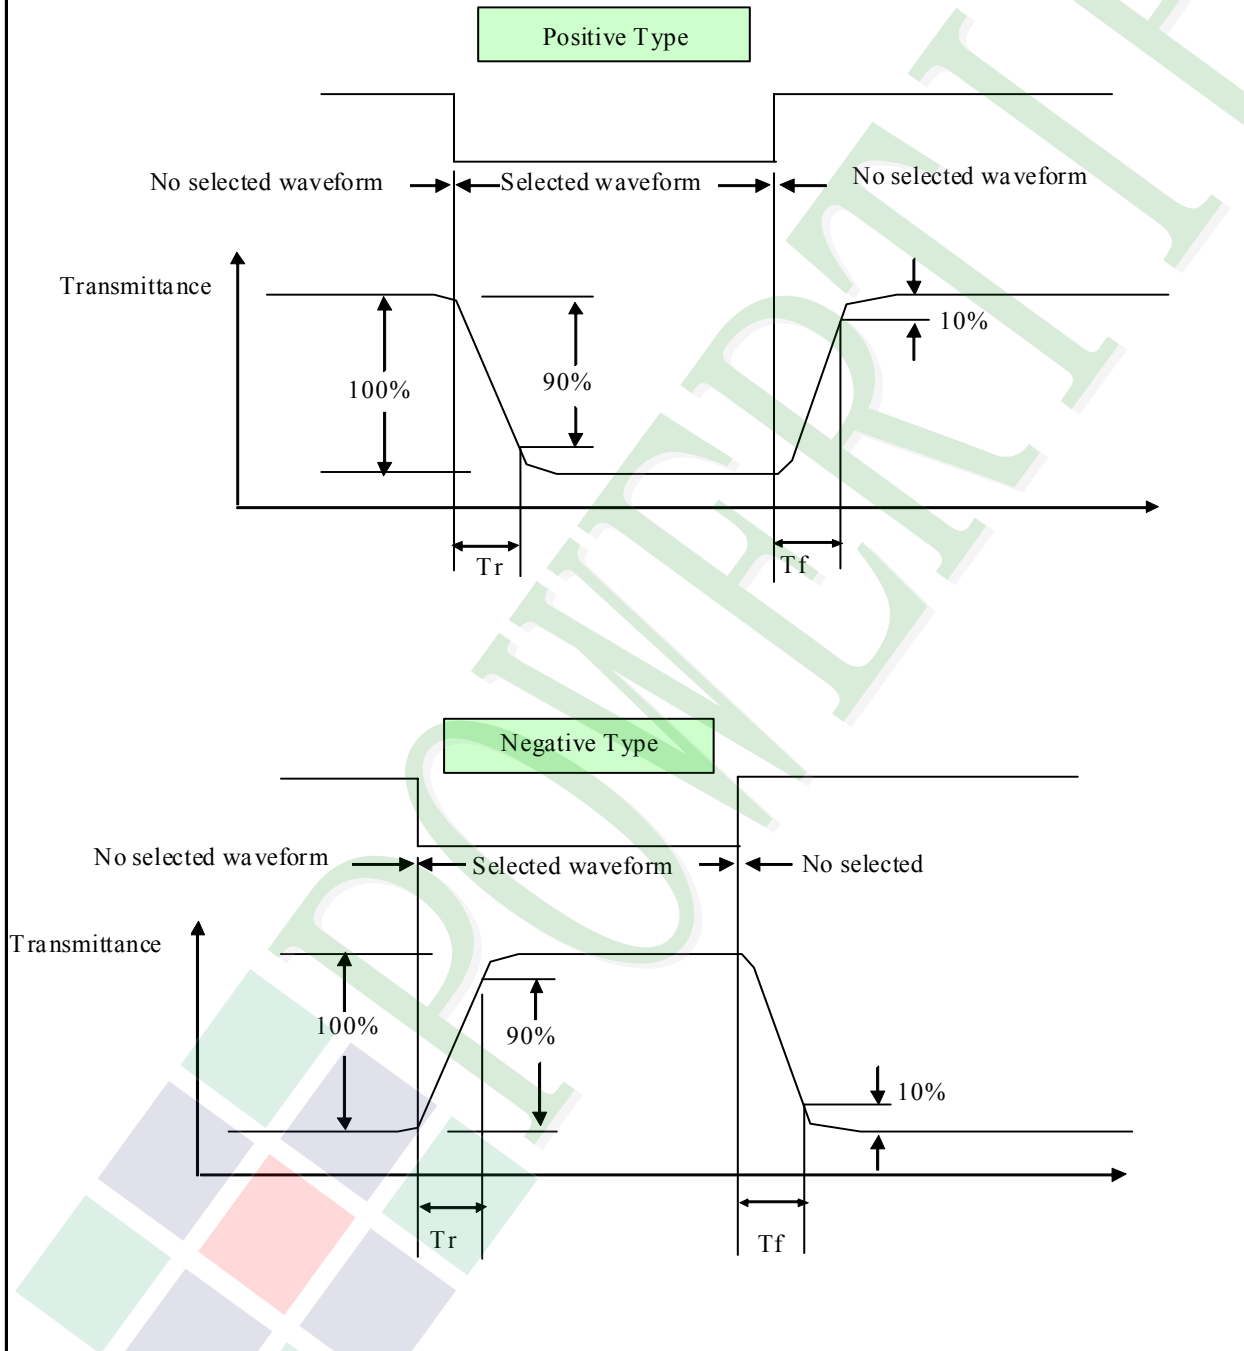 Positive Type
No selected waveform
Selected waveform
No selected waveform
Transmittance
100%
90%
10%
Tr
Tf
Negative Type
No selected waveform
Selected waveform
No selected
Transmittance
100%
90%
10%
Tr
Tf
POWERTI